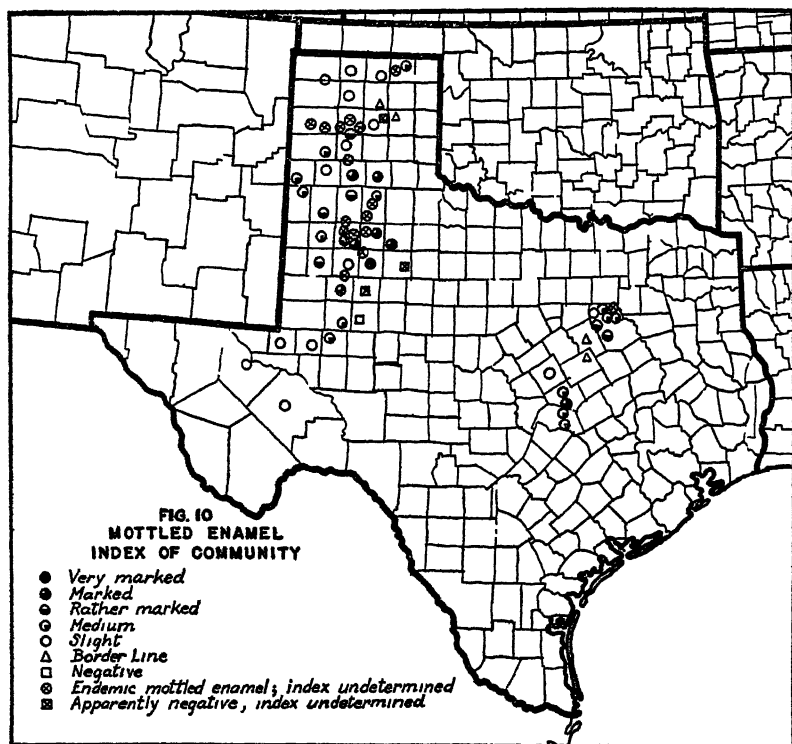 FIG. 10
MOTTLED ENAMEL
INDEX OF COMMUNITY
Very marked
Marked
Rather marked
Medium
Slight
Border Line
Negative
Endemic mottled enamel; index undetermined
Apparently negative, index undetermined